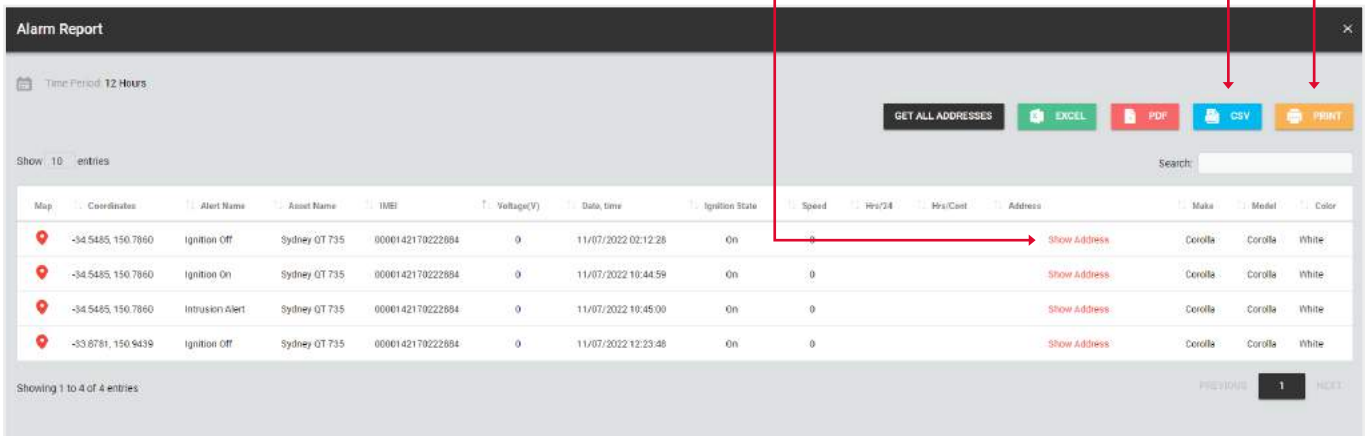 Alarm Report ×
Time Period: 12 Hours
GET ALL ADDRESSES EXCEL PDF CSV PRINT
Show 10 entries Search:
Map Coordinates Alert Name Asset Name IMEI Voltage(V) Date, time Ignition State Speed Hrs/24 Hrs/Cont Address Make Model Color
-34.5485, 150.7860 Ignition Off Sydney QT 735 0000142170222884 0 11/07/2022 02:12:28 On 0 Show Address Corolla Corolla White
-34.5485, 150.7860 Ignition On Sydney QT 735 0000142170222884 0 11/07/2022 10:44:59 On 0 Show Address Corolla Corolla White
-34.5485, 150.7860 Intrusion Alert Sydney QT 735 0000142170222884 0 11/07/2022 10:45:00 On 0 Show Address Corolla Corolla White
-33.8781, 150.9439 Ignition Off Sydney QT 735 0000142170222884 0 11/07/2022 12:23:48 On 0 Show Address Corolla Corolla White
Showing 1 to 4 of 4 entries PREVIOUS 1 NEXT